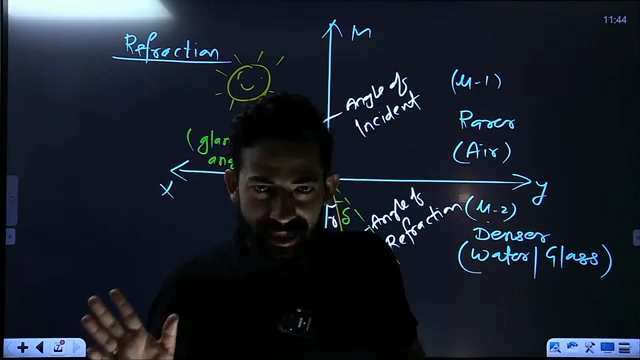 11:44
Refraction
M
(M-1)
Angle of
Incident
Rarer
(glan
ang
(Air)
X
y
r
δ
Angle of
Refraction
(M-2)
Denser
(Water/Glass)